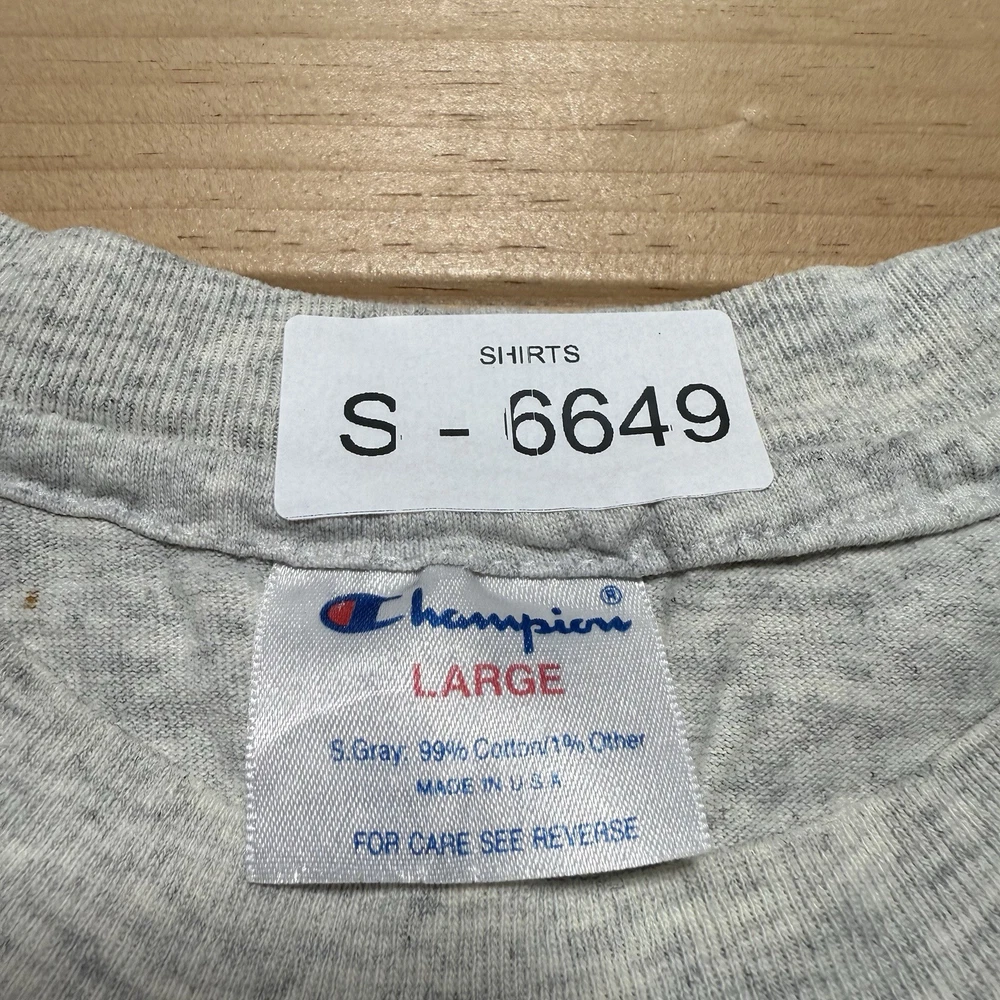 SHIRTS
S - 6649
Champion®
LARGE
S.Gray: 99% Cotton/1% Other
MADE IN U.S.A
FOR CARE SEE REVERSE